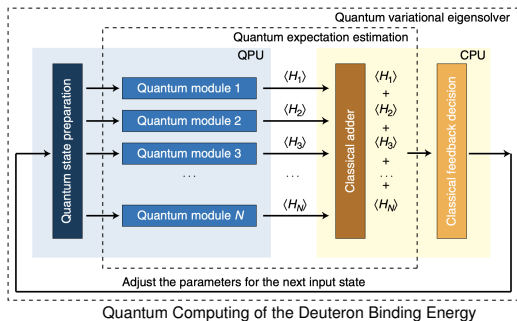 Quantum variational eigensolver
Quantum expectation estimation
QPU
CPU
Quantum state preparation
Quantum module 1
Quantum module 2
Quantum module 3
...
Quantum module N
⟨H1⟩
⟨H2⟩
⟨H3⟩
...
⟨HN⟩
Classical adder
⟨H1⟩
+
⟨H2⟩
+
⟨H3⟩
+
...
+
⟨HN⟩
Classical feedback decision
Adjust the parameters for the next input state
Quantum Computing of the Deuteron Binding Energy